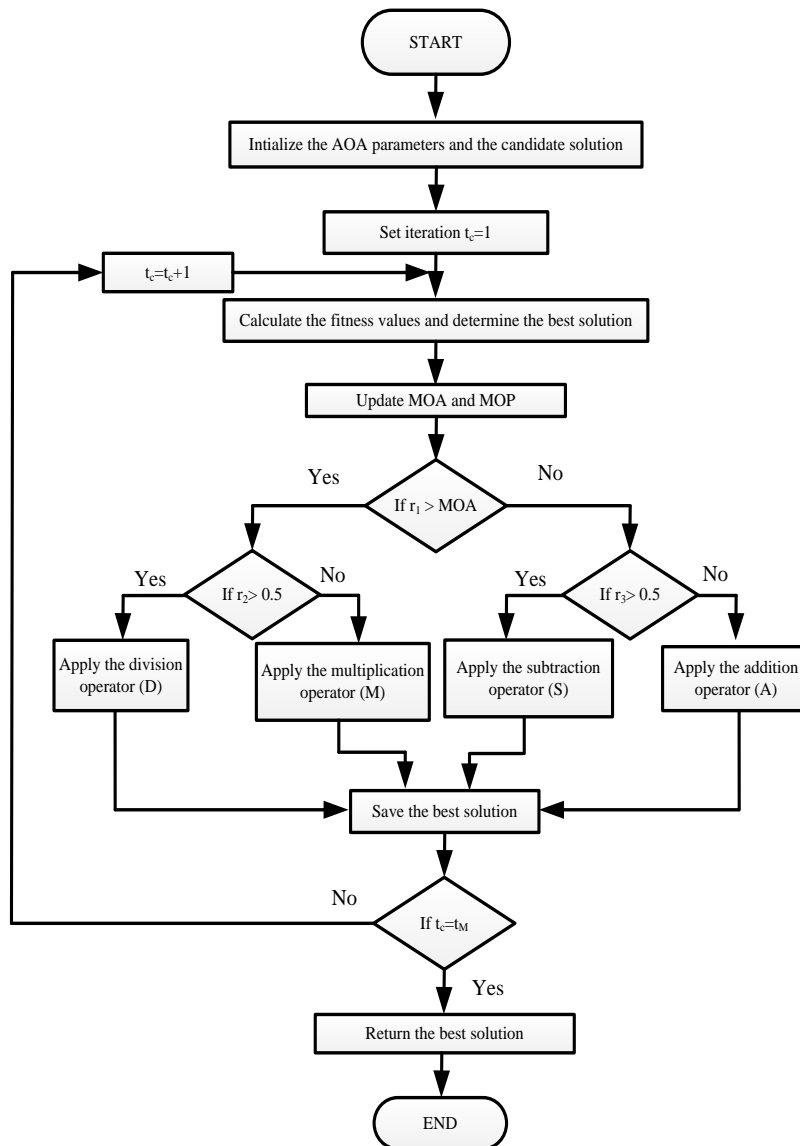 START
Intialize the AOA parameters and the candidate solution
Set iteration t_c=1
t_c=t_c+1
Calculate the fitness values and determine the best solution
Update MOA and MOP
Yes
No
If r_1 > MOA
Yes
If r_2> 0.5
No
Yes
If r_3> 0.5
No
Apply the division
operator (D)
Apply the multiplication
operator (M)
Apply the subtraction
operator (S)
Apply the addition
operator (A)
Save the best solution
No
If t_c=t_M
Yes
Return the best solution
END